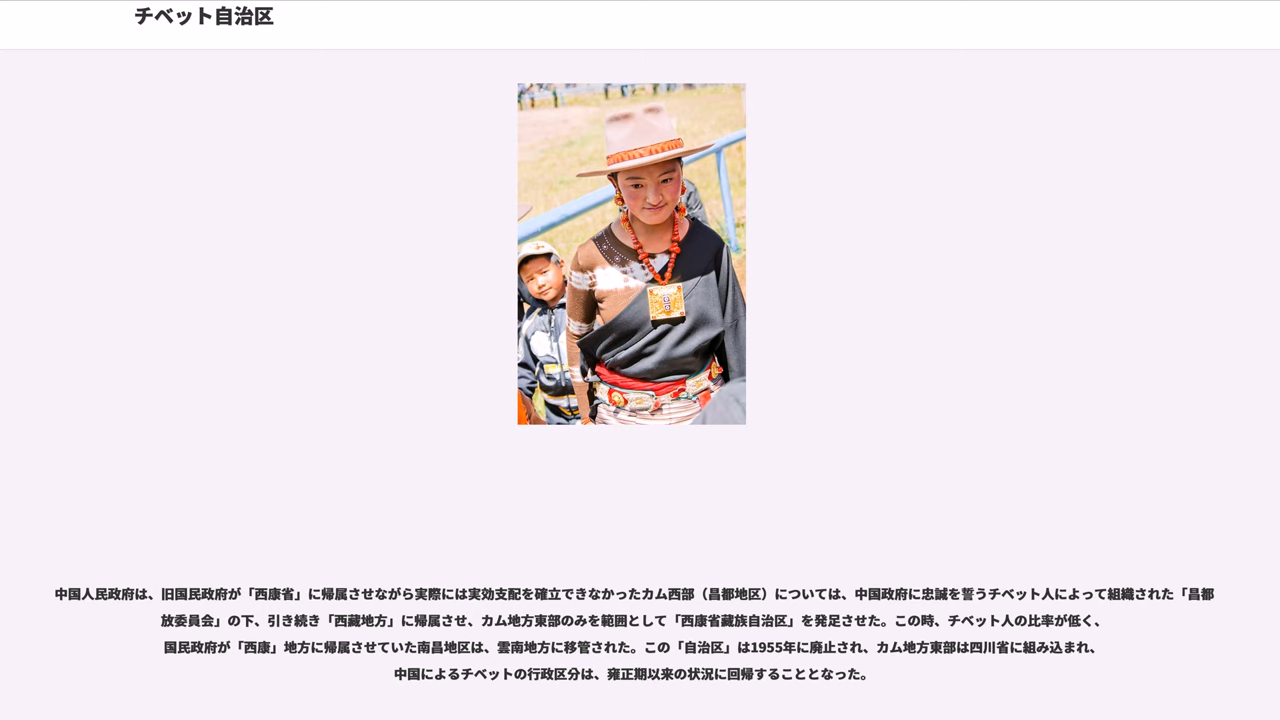 チベット自治区
中国人民政府は、旧国民政府が「西康省」に帰属させながら実際には実効支配を確立できなかったカム西部（昌都地区）については、中国政府に忠誠を誓うチベット人によって組織された「昌都
放委員会」の下、引き続き「西藏地方」に帰属させ、カム地方東部のみを範囲として「西康省藏族自治区」を発足させた。この時、チベット人の比率が低く、
国民政府が「西康」地方に帰属させていた南昌地区は、雲南地方に移管された。この「自治区」は1955年に廃止され、カム地方東部は四川省に組み込まれ、
中国によるチベットの行政区分は、雍正期以来の状況に回帰することとなった。